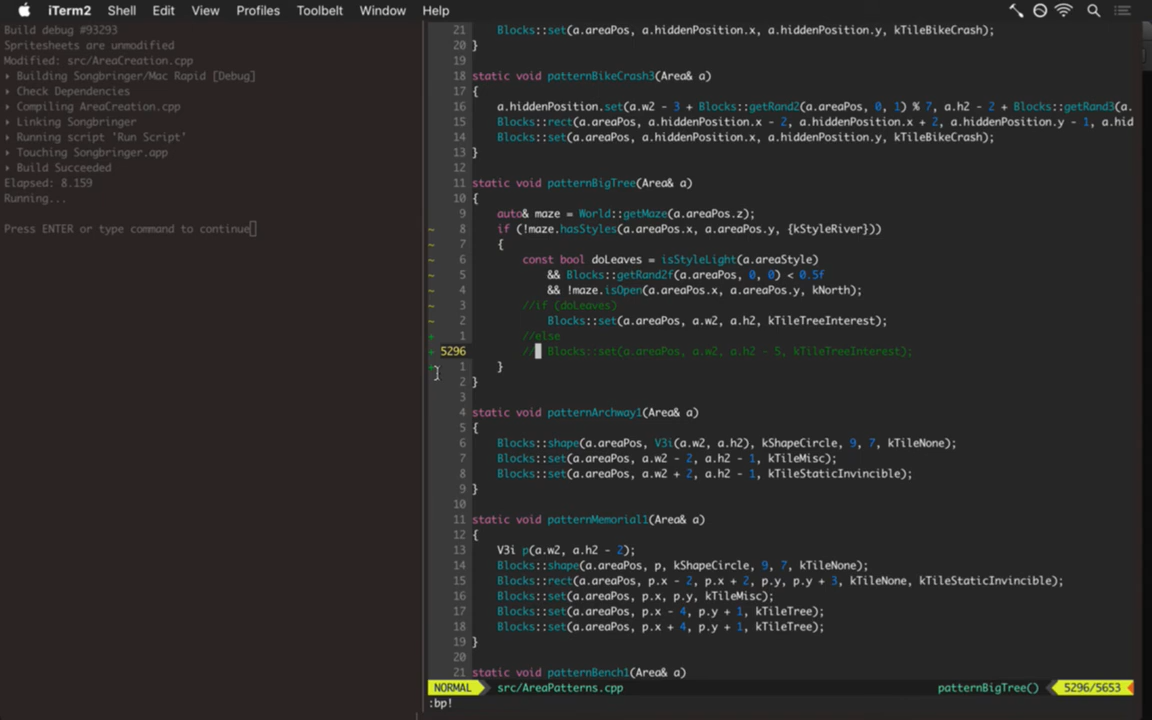 iTerm2 Shell Edit View Profiles Toolbelt Window Help
Build debug #93293
Spritesheets are unmodified
Modified: src/AreaCreation.cpp
▸ Building Songbringer/Mac Rapid [Debug]
▸ Check Dependencies
▸ Compiling AreaCreation.cpp
▸ Linking Songbringer
▸ Running script 'Run Script'
▸ Touching Songbringer.app
▸ Build Succeeded
Elapsed: 8.159
Running...
Press ENTER or type command to continue
21 Blocks::set(a.areaPos, a.hiddenPosition.x, a.hiddenPosition.y, kTileBikeCrash);
20 }
19
18 static void patternBikeCrash3(Area& a)
17 {
16 a.hiddenPosition.set(a.w2 - 3 + Blocks::getRand2(a.areaPos, 0, 1) % 7, a.h2 - 2 + Blocks::getRand3(a.
15 Blocks::rect(a.areaPos, a.hiddenPosition.x - 2, a.hiddenPosition.x + 2, a.hiddenPosition.y - 1, a.hid
14 Blocks::set(a.areaPos, a.hiddenPosition.x, a.hiddenPosition.y, kTileBikeCrash);
13 }
12
11 static void patternBigTree(Area& a)
10 {
9 auto& maze = World::getMaze(a.areaPos.z);
~ 8 if (!maze.hasStyles(a.areaPos.x, a.areaPos.y, {kStyleRiver}))
~ 7 {
~ 6 const bool doLeaves = isStyleLight(a.areaStyle)
~ 5 && Blocks::getRand2f(a.areaPos, 0, 0) < 0.5f
~ 4 && !maze.isOpen(a.areaPos.x, a.areaPos.y, kNorth);
~ 3 //if (doLeaves)
~ 2 Blocks::set(a.areaPos, a.w2, a.h2, kTileTreeInterest);
+ 1 //else
+ 5296 // Blocks::set(a.areaPos, a.w2, a.h2 - 5, kTileTreeInterest);
+ 1 }
2 }
3
4 static void patternArchway1(Area& a)
5 {
6 Blocks::shape(a.areaPos, V3i(a.w2, a.h2), kShapeCircle, 9, 7, kTileNone);
7 Blocks::set(a.areaPos, a.w2 - 2, a.h2 - 1, kTileMisc);
8 Blocks::set(a.areaPos, a.w2 + 2, a.h2 - 1, kTileStaticInvincible);
9 }
10
11 static void patternMemorial1(Area& a)
12 {
13 V3i p(a.w2, a.h2 - 2);
14 Blocks::shape(a.areaPos, p, kShapeCircle, 9, 7, kTileNone);
15 Blocks::rect(a.areaPos, p.x - 2, p.x + 2, p.y, p.y + 3, kTileNone, kTileStaticInvincible);
16 Blocks::set(a.areaPos, p.x, p.y, kTileMisc);
17 Blocks::set(a.areaPos, p.x - 4, p.y + 1, kTileTree);
18 Blocks::set(a.areaPos, p.x + 4, p.y + 1, kTileTree);
19 }
20
21 static void patternBench1(Area& a)
NORMAL src/AreaPatterns.cpp patternBigTree() 5296/5653
:bp!